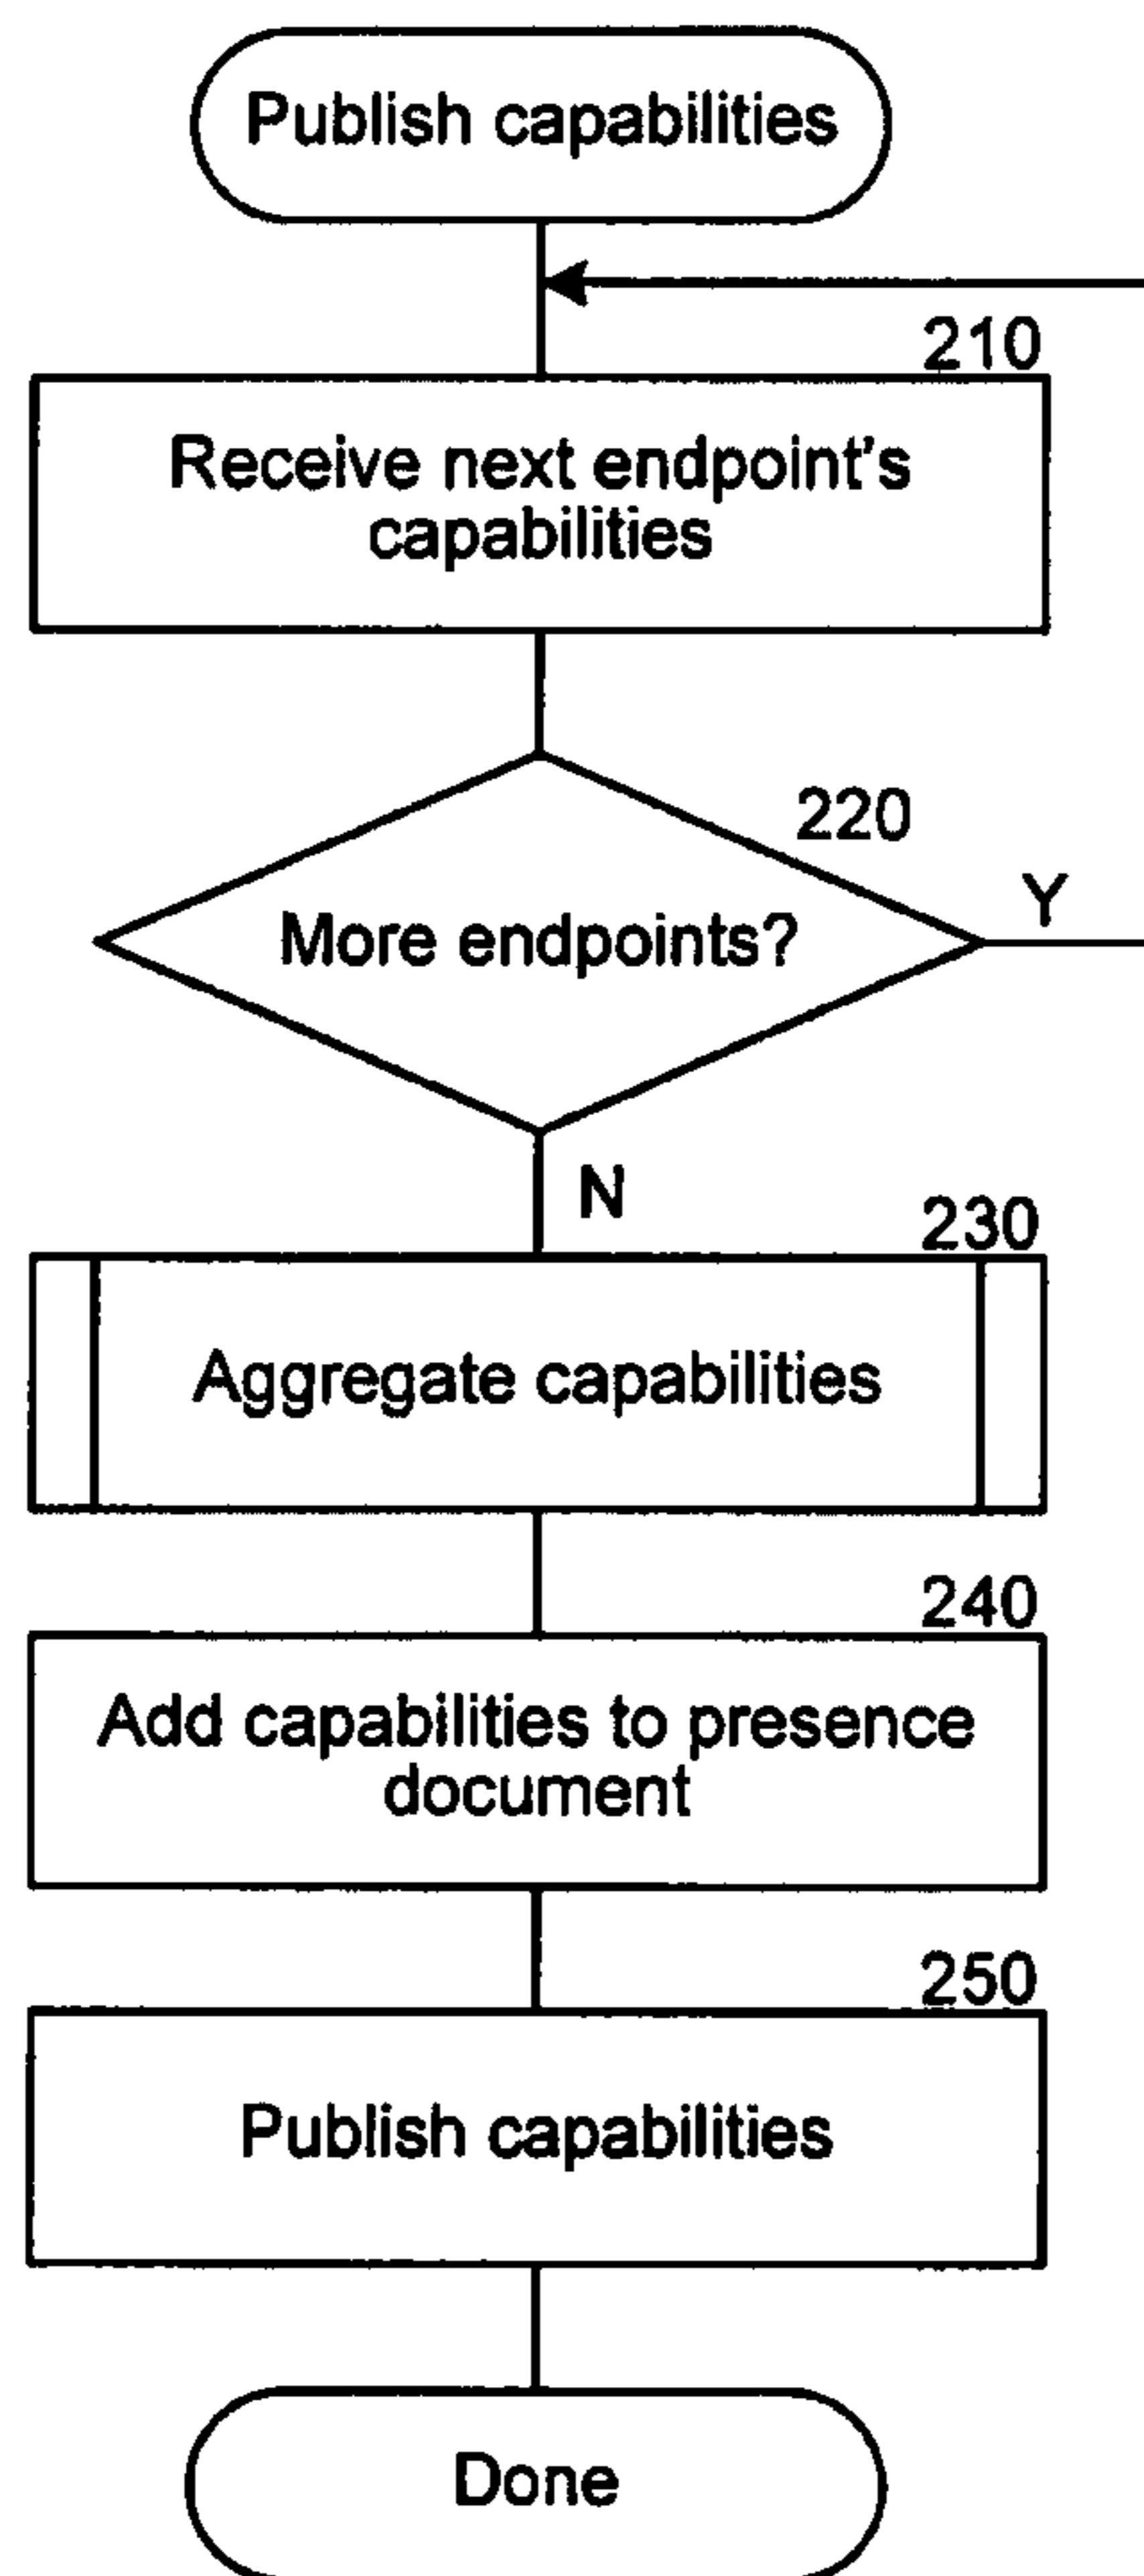 Publish capabilities
210
Receive next endpoint's
capabilities
220
More endpoints?
Y
N
230
Aggregate capabilities
240
Add capabilities to presence
document
250
Publish capabilities
Done